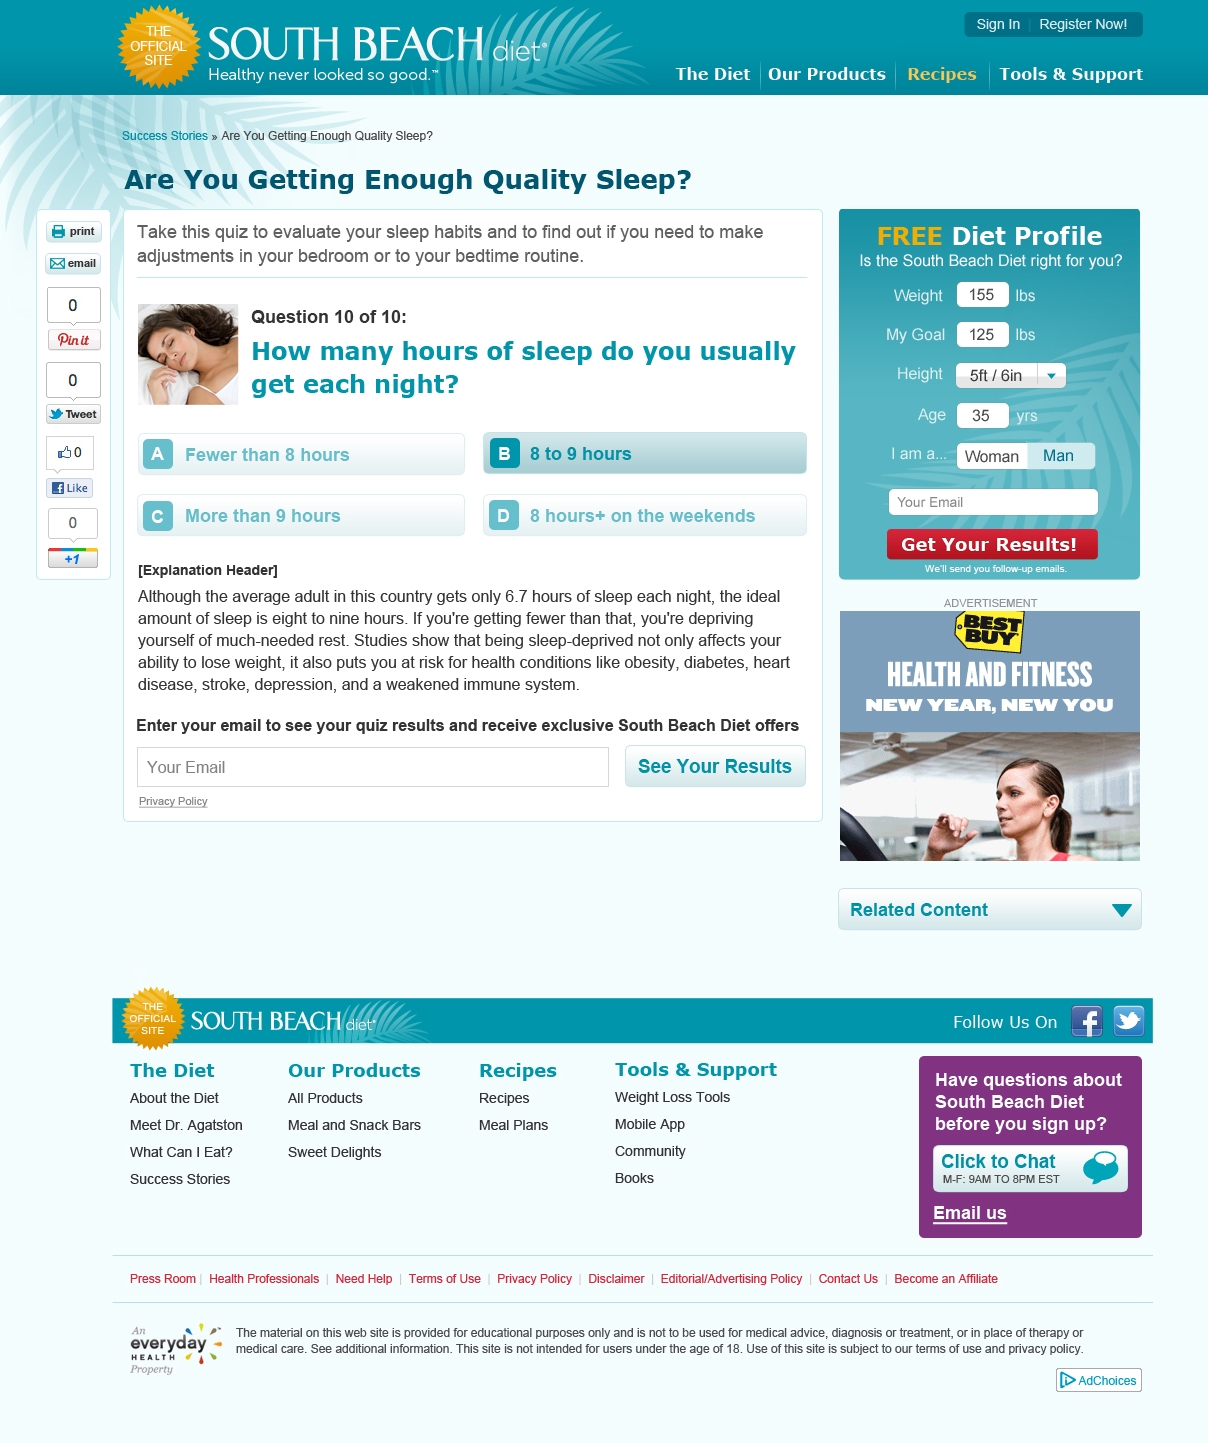 THE
OFFICIAL
SITE
SOUTH BEACH diet®
Healthy never looked so good.™
Sign In | Register Now!
The Diet
Our Products
Recipes
Tools & Support
Success Stories » Are You Getting Enough Quality Sleep?
Are You Getting Enough Quality Sleep?
print
email
0
Pin it
0
Tweet
0
Like
0
+1
Take this quiz to evaluate your sleep habits and to find out if you need to make
adjustments in your bedroom or to your bedtime routine.
Question 10 of 10:
How many hours of sleep do you usually
get each night?
A Fewer than 8 hours
B 8 to 9 hours
C More than 9 hours
D 8 hours+ on the weekends
[Explanation Header]
Although the average adult in this country gets only 6.7 hours of sleep each night, the ideal
amount of sleep is eight to nine hours. If you're getting fewer than that, you're depriving
yourself of much-needed rest. Studies show that being sleep-deprived not only affects your
ability to lose weight, it also puts you at risk for health conditions like obesity, diabetes, heart
disease, stroke, depression, and a weakened immune system.
Enter your email to see your quiz results and receive exclusive South Beach Diet offers
Your Email
See Your Results
Privacy Policy
FREE Diet Profile
Is the South Beach Diet right for you?
Weight 155 lbs
My Goal 125 lbs
Height 5ft / 6in
Age 35 yrs
I am a... Woman Man
Your Email
Get Your Results!
We'll send you follow-up emails.
ADVERTISEMENT
BEST
BUY
HEALTH AND FITNESS
NEW YEAR, NEW YOU
Related Content
THE
OFFICIAL
SITE
SOUTH BEACH diet®
Follow Us On
The Diet
About the Diet
Meet Dr. Agatston
What Can I Eat?
Success Stories
Our Products
All Products
Meal and Snack Bars
Sweet Delights
Recipes
Recipes
Meal Plans
Tools & Support
Weight Loss Tools
Mobile App
Community
Books
Have questions about
South Beach Diet
before you sign up?
Click to Chat
M-F: 9AM TO 8PM EST
Email us
Press Room | Health Professionals | Need Help | Terms of Use | Privacy Policy | Disclaimer | Editorial/Advertising Policy | Contact Us | Become an Affiliate
An
everyday
HEALTH
Property
The material on this web site is provided for educational purposes only and is not to be used for medical advice, diagnosis or treatment, or in place of therapy or
medical care. See additional information. This site is not intended for users under the age of 18. Use of this site is subject to our terms of use and privacy policy.
AdChoices